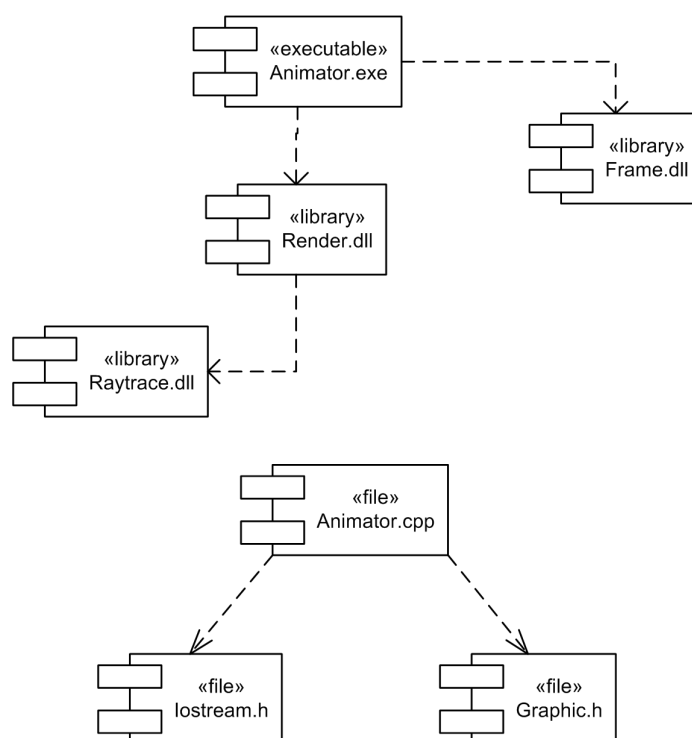 «executable»
Animator.exe
«library»
Frame.dll
«library»
Render.dll
«library»
Raytrace.dll
«file»
Animator.cpp
«file»
Iostream.h
«file»
Graphic.h